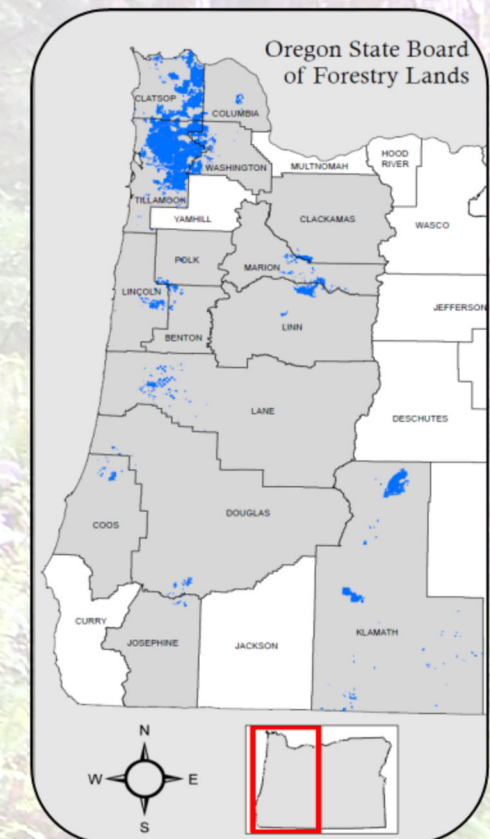 Oregon State Board
of Forestry Lands
CLATSOP
COLUMBIA
HOOD
RIVER
MULTNOMAH
WASHINGTON
TILLAMOOK
YAMHILL
CLACKAMAS
WASCO
POLK
MARION
LINCOLN
JEFFERSON
LINN
BENTON
LANE
DESCHUTES
DOUGLAS
COOS
CURRY
JOSEPHINE
JACKSON
KLAMATH
N
W E
S